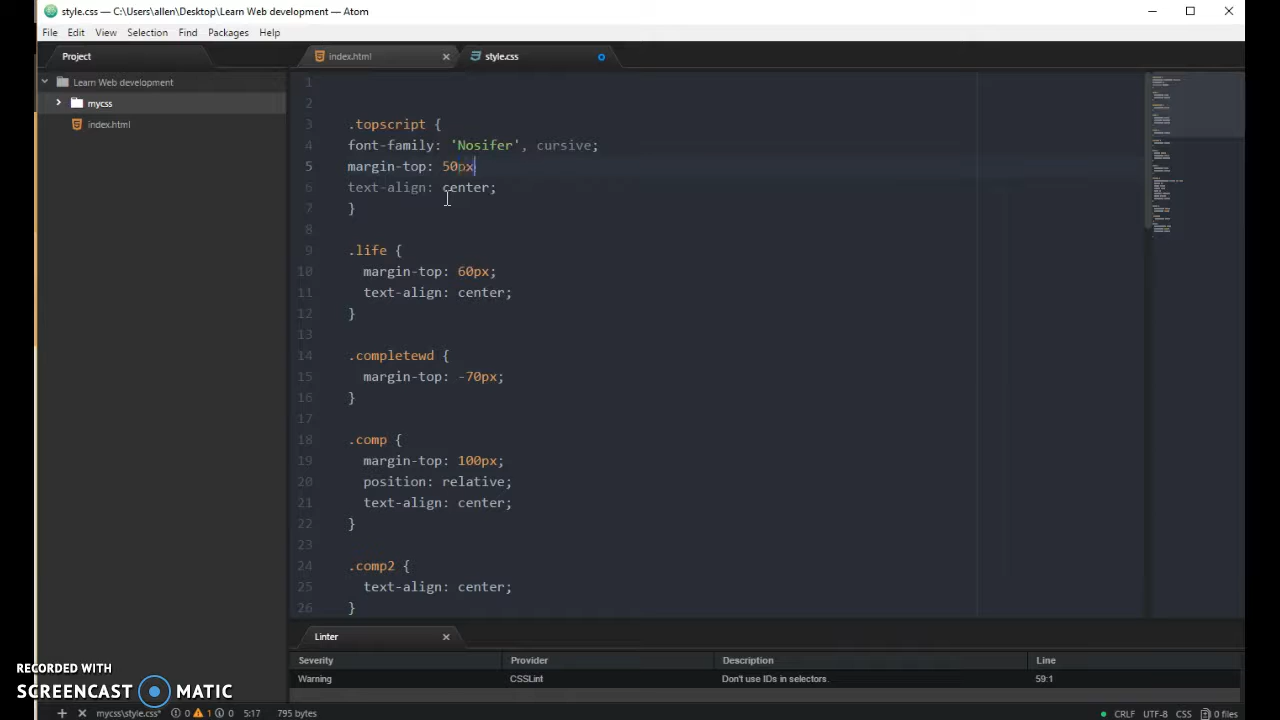 style.css — C:\Users\allen\Desktop\Learn Web development — Atom
File Edit View Selection Find Packages Help
Project
index.html
style.css
Learn Web development
mycss
index.html
1
2
3 .topscript {
4 font-family: 'Nosifer', cursive;
5 margin-top: 50px
6 text-align: center;
7 }
8
9 .life {
10 margin-top: 60px;
11 text-align: center;
12 }
13
14 .completewd {
15 margin-top: -70px;
16 }
17
18 .comp {
19 margin-top: 100px;
20 position: relative;
21 text-align: center;
22 }
23
24 .comp2 {
25 text-align: center;
26 }
Linter
Severity Provider Description Line
Warning CSSLint Don't use IDs in selectors. 59:1
RECORDED WITH
SCREENCAST MATIC
mycss\style.css* 0 1 0 5:17 795 bytes CRLF UTF-8 CSS 0 files